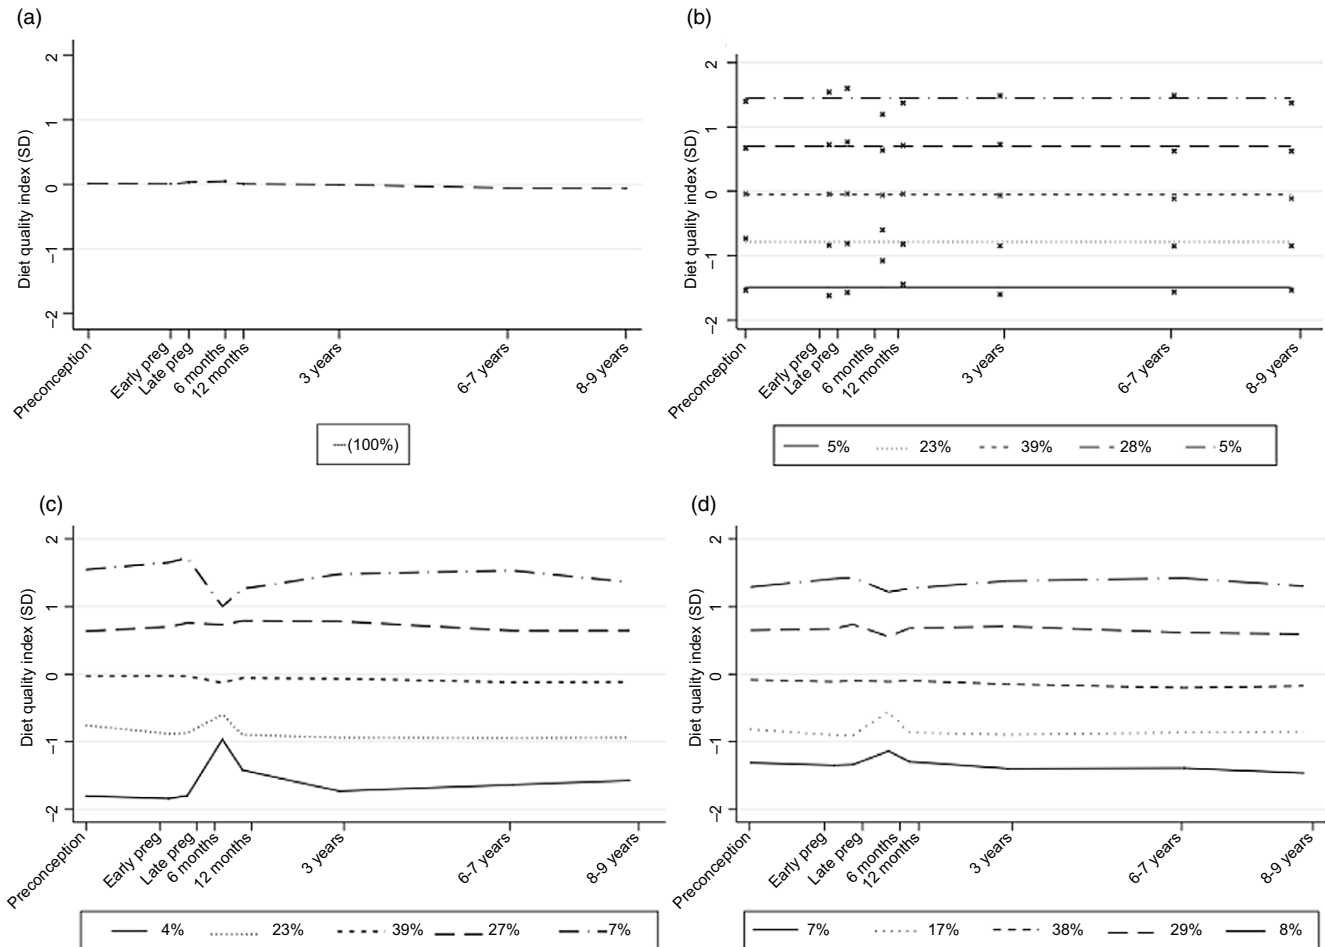 (a)
Diet quality index (SD)
2
1
0
−1
−2
Preconception
Early preg
Late preg
6 months
12 months
3 years
6-7 years
8-9 years
(100%)
(b)
Diet quality index (SD)
2
1
0
−1
−2
Preconception
Early preg
Late preg
6 months
12 months
3 years
6-7 years
8-9 years
5% 23% 39% 28% 5%
(c)
Diet quality index (SD)
2
1
0
−1
−2
Preconception
Early preg
Late preg
6 months
12 months
3 years
6-7 years
8-9 years
4% 23% 39% 27% 7%
(d)
Diet quality index (SD)
2
1
0
−1
−2
Preconception
Early preg
Late preg
6 months
12 months
3 years
6-7 years
8-9 years
7% 17% 38% 29% 8%